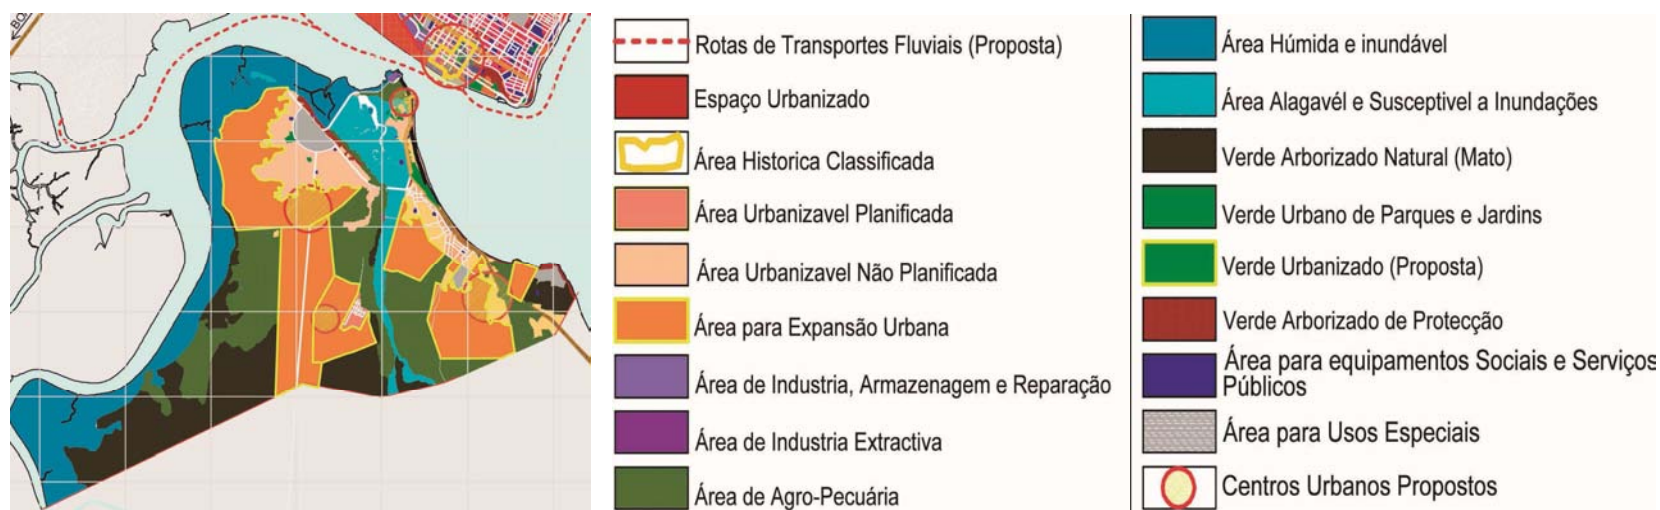 BO
Rotas de Transportes Fluviais (Proposta)
Espaço Urbanizado
Área Historica Classificada
Área Urbanizavel Planificada
Área Urbanizavel Não Planificada
Área para Expansão Urbana
Área de Industria, Armazenagem e Reparação
Área de Industria Extractiva
Área de Agro-Pecuária
Área Húmida e inundável
Área Alagavél e Susceptivel a Inundações
Verde Arborizado Natural (Mato)
Verde Urbano de Parques e Jardins
Verde Urbanizado (Proposta)
Verde Arborizado de Protecção
Área para equipamentos Sociais e Serviços
Públicos
Área para Usos Especiais
Centros Urbanos Propostos